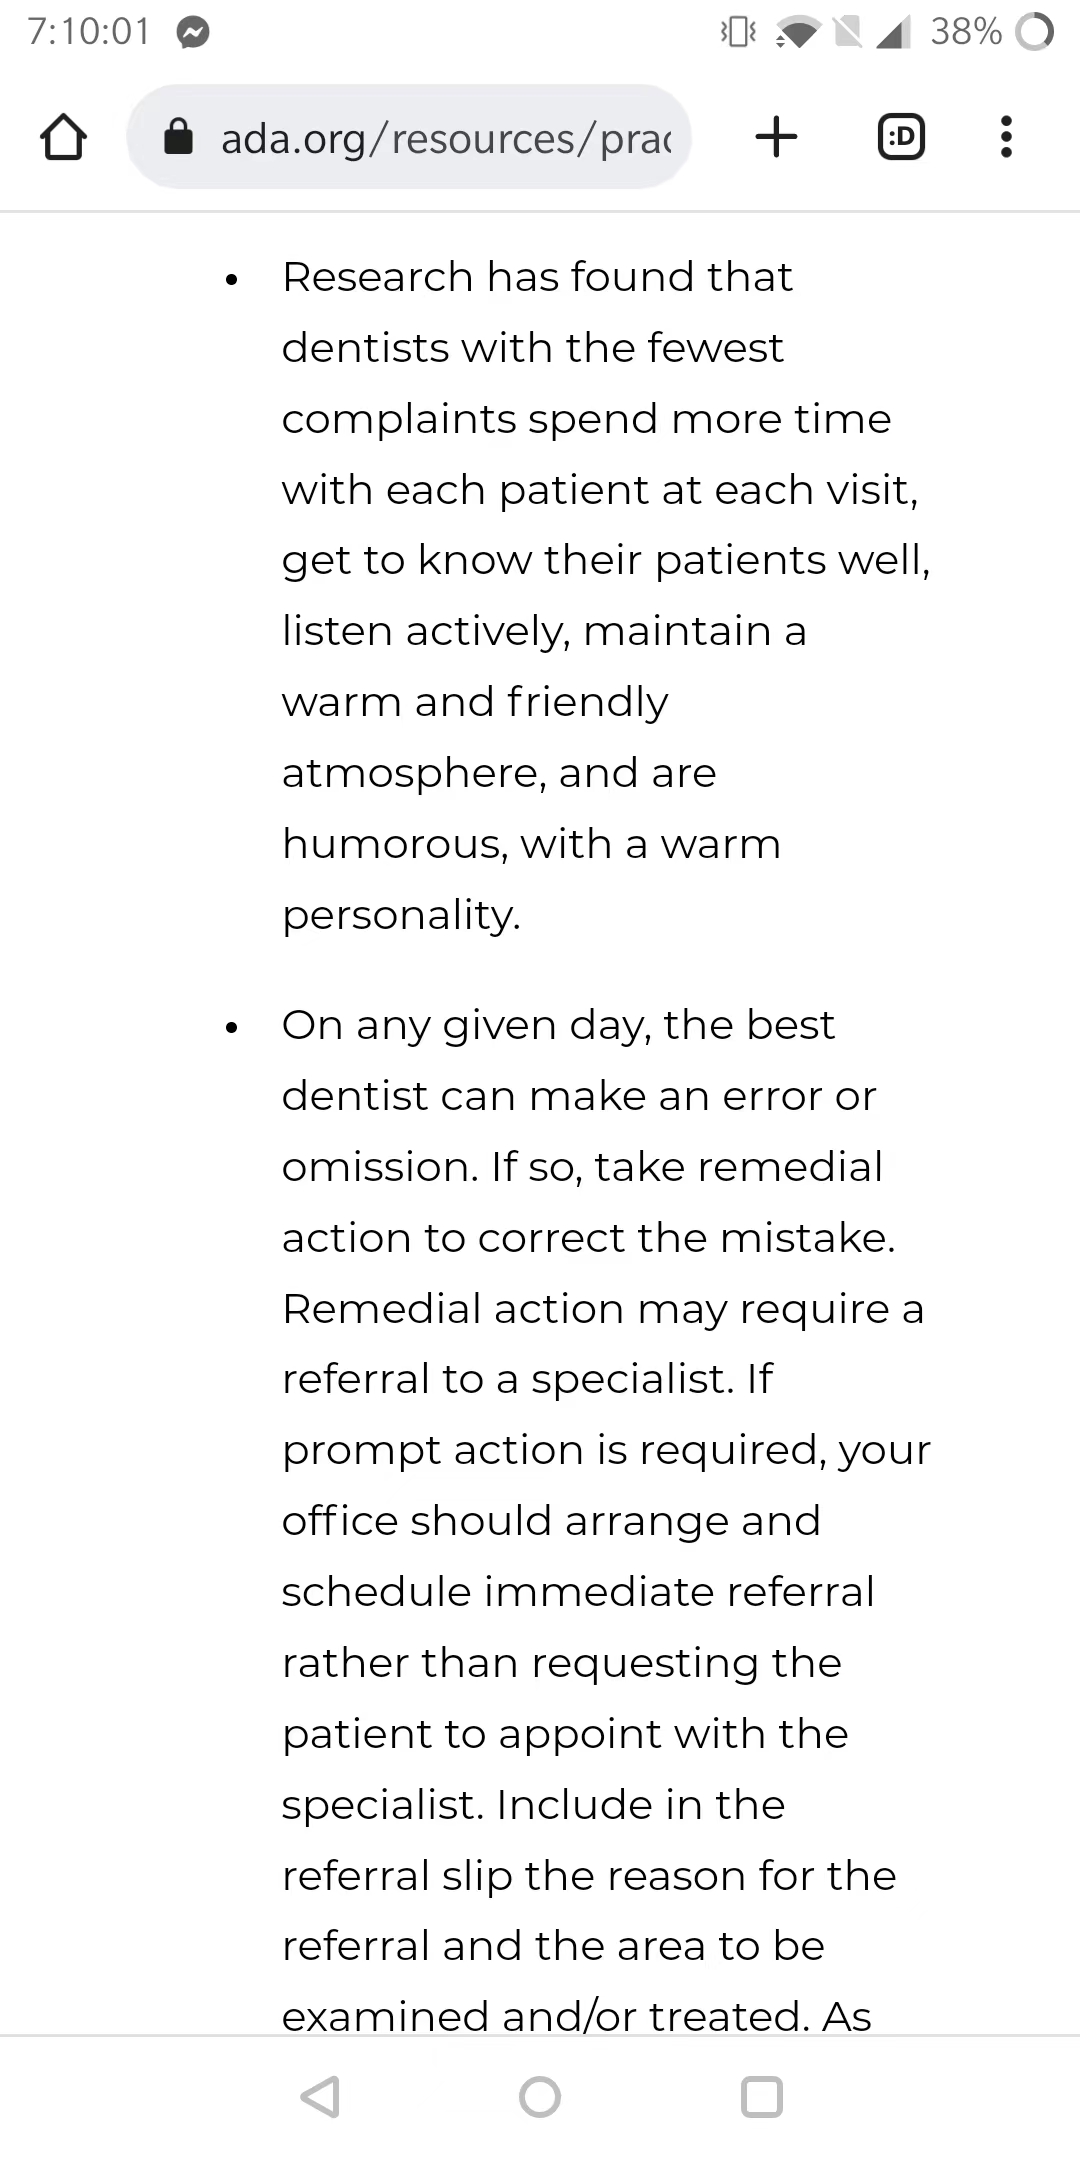 7:10:01 38%
ada.org/resources/prac :D
• Research has found that
dentists with the fewest
complaints spend more time
with each patient at each visit,
get to know their patients well,
listen actively, maintain a
warm and friendly
atmosphere, and are
humorous, with a warm
personality.
• On any given day, the best
dentist can make an error or
omission. If so, take remedial
action to correct the mistake.
Remedial action may require a
referral to a specialist. If
prompt action is required, your
office should arrange and
schedule immediate referral
rather than requesting the
patient to appoint with the
specialist. Include in the
referral slip the reason for the
referral and the area to be
examined and/or treated. As